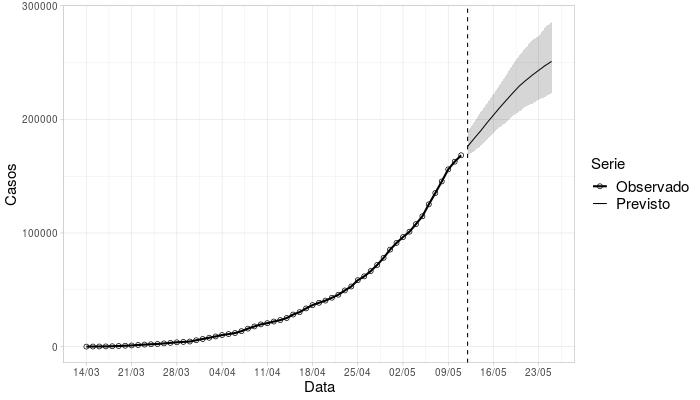 300000
200000
100000
0
Casos
14/03 21/03 28/03 04/04 11/04 18/04 25/04 02/05 09/05 16/05 23/05
Data
Serie
Observado
Previsto